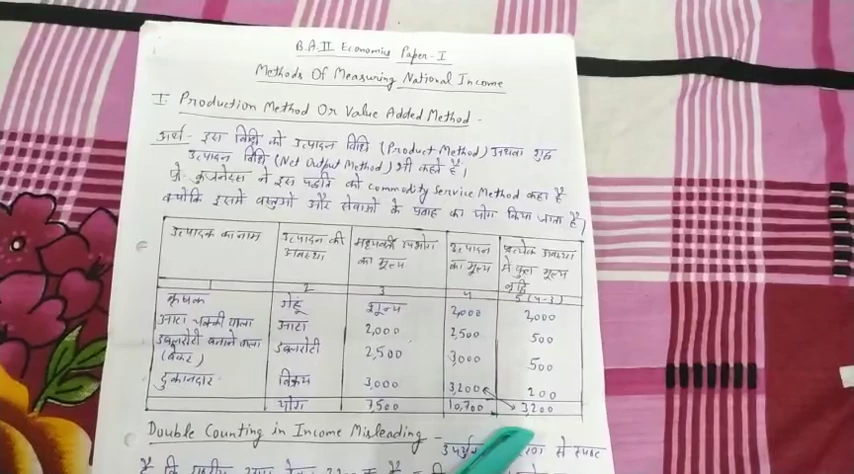 B.A.II Economics Paper-I
Methods Of Measuring National Income
I. Production Method Or Value Added Method -
अर्थ - इस विधि को उत्पादन विधि (Product Method) अथवा शुद्ध
उत्पादन विधि (Net Output Method) भी कहते हैं।
प्रो. कुजनेत्स ने इस पद्धति को commodity Service Method कहा है
क्योंकि इसमें वस्तुओं और सेवाओं के प्रवाह का योग किया जाता है।
उत्पादक का नाम उत्पादन की अवस्था मध्यवर्ती उपभोग का मूल्य उत्पादन का मूल्य प्रत्येक अवस्था में कुल मूल्य वृद्धि
2 3 4 5 (4-3)
कृषक गेहूं शून्य 2,000 2,000
आटा चक्की वाला आटा 2,000 2,500 500
डबलरोटी बनाने वाला (बेकर) डबलरोटी 2,500 3,000 500
दुकानदार विक्रय 3,000 3,200 200
योग 7,500 10,700 3,200
Double Counting in Income Misleading -
से स्पष्ट
है कि